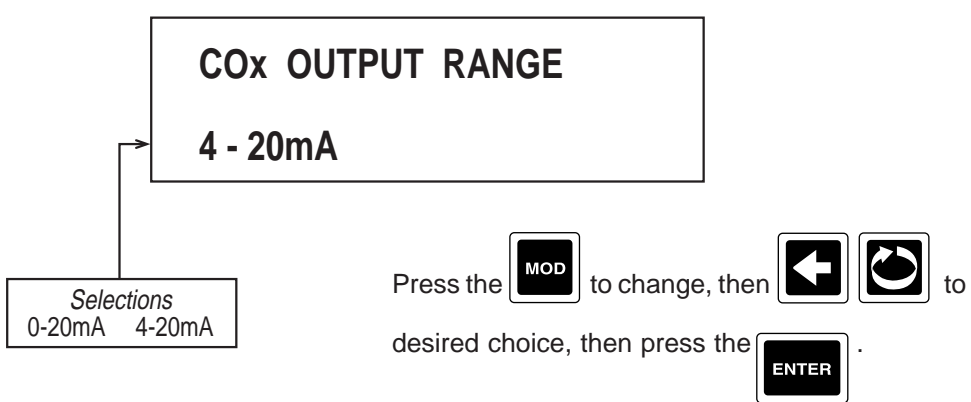 COx OUTPUT RANGE
4 - 20mA
Selections
0-20mA 4-20mA
Press the MOD to change, then to
desired choice, then press the ENTER .